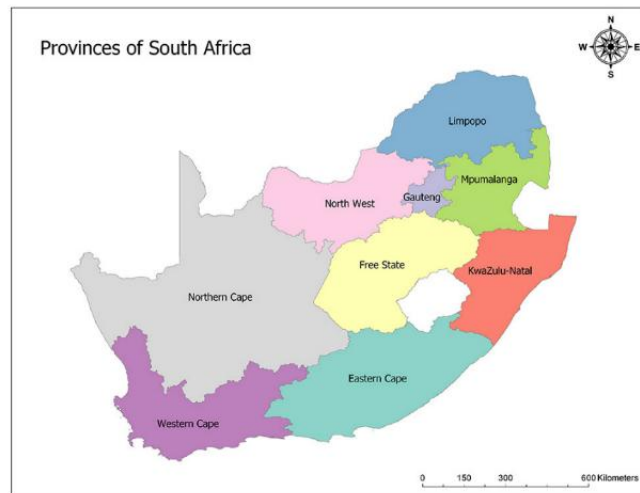 Provinces of South Africa
N
W E
S
Limpopo
Mpumalanga
Gauteng
North West
Free State
KwaZulu-Natal
Northern Cape
Eastern Cape
Western Cape
0 150 300 600 Kilometers